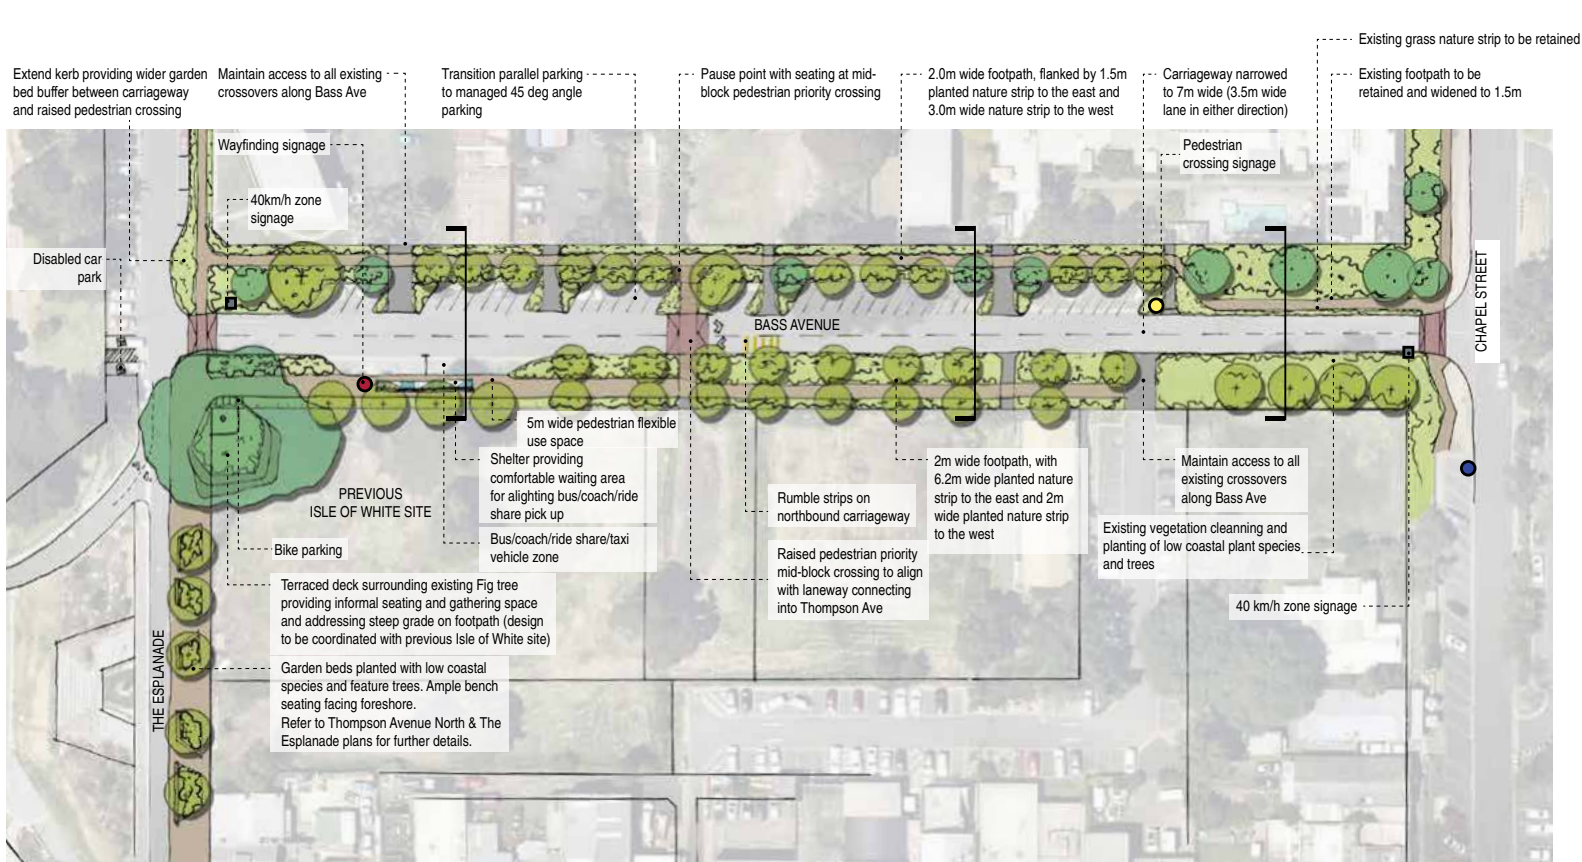 Existing grass nature strip to be retained
Extend kerb providing wider garden
bed buffer between carriageway
and raised pedestrian crossing
Maintain access to all existing
crossovers along Bass Ave
Transition parallel parking
to managed 45 deg angle
parking
Pause point with seating at mid-
block pedestrian priority crossing
2.0m wide footpath, flanked by 1.5m
planted nature strip to the east and
3.0m wide nature strip to the west
Carriageway narrowed
to 7m wide (3.5m wide
lane in either direction)
Existing footpath to be
retained and widened to 1.5m
Wayfinding signage
Pedestrian
crossing signage
40km/h zone
signage
Disabled car
park
CHAPEL STREET
BASS AVENUE
5m wide pedestrian flexible
use space
Shelter providing
comfortable waiting area
for alighting bus/coach/ride
share pick up
Bus/coach/ride share/taxi
vehicle zone
PREVIOUS
ISLE OF WHITE SITE
Rumble strips on
northbound carriageway
2m wide footpath, with
6.2m wide planted nature
strip to the east and 2m
wide planted nature strip
to the west
Maintain access to all
existing crossovers
along Bass Ave
Existing vegetation cleanning and
planting of low coastal plant species
and trees
Bike parking
Raised pedestrian priority
mid-block crossing to align
with laneway connecting
into Thompson Ave
Terraced deck surrounding existing Fig tree
providing informal seating and gathering space
and addressing steep grade on footpath (design
to be coordinated with previous Isle of White site)
40 km/h zone signage
THE ESPLANADE
Garden beds planted with low coastal
species and feature trees. Ample bench
seating facing foreshore.
Refer to Thompson Avenue North & The
Esplanade plans for further details.